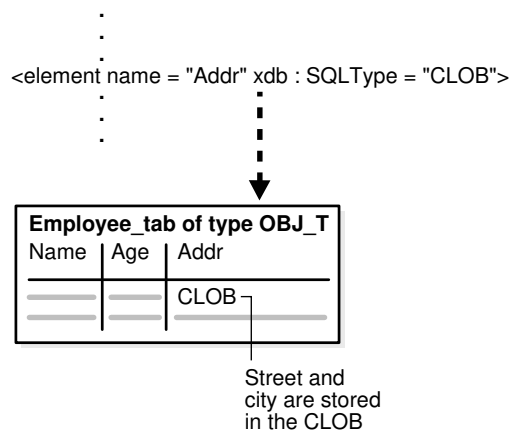 <element name = "Addr" xdb : SQLType = "CLOB">
Employee_tab of type OBJ_T
Name Age Addr
CLOB
Street and
city are stored
in the CLOB